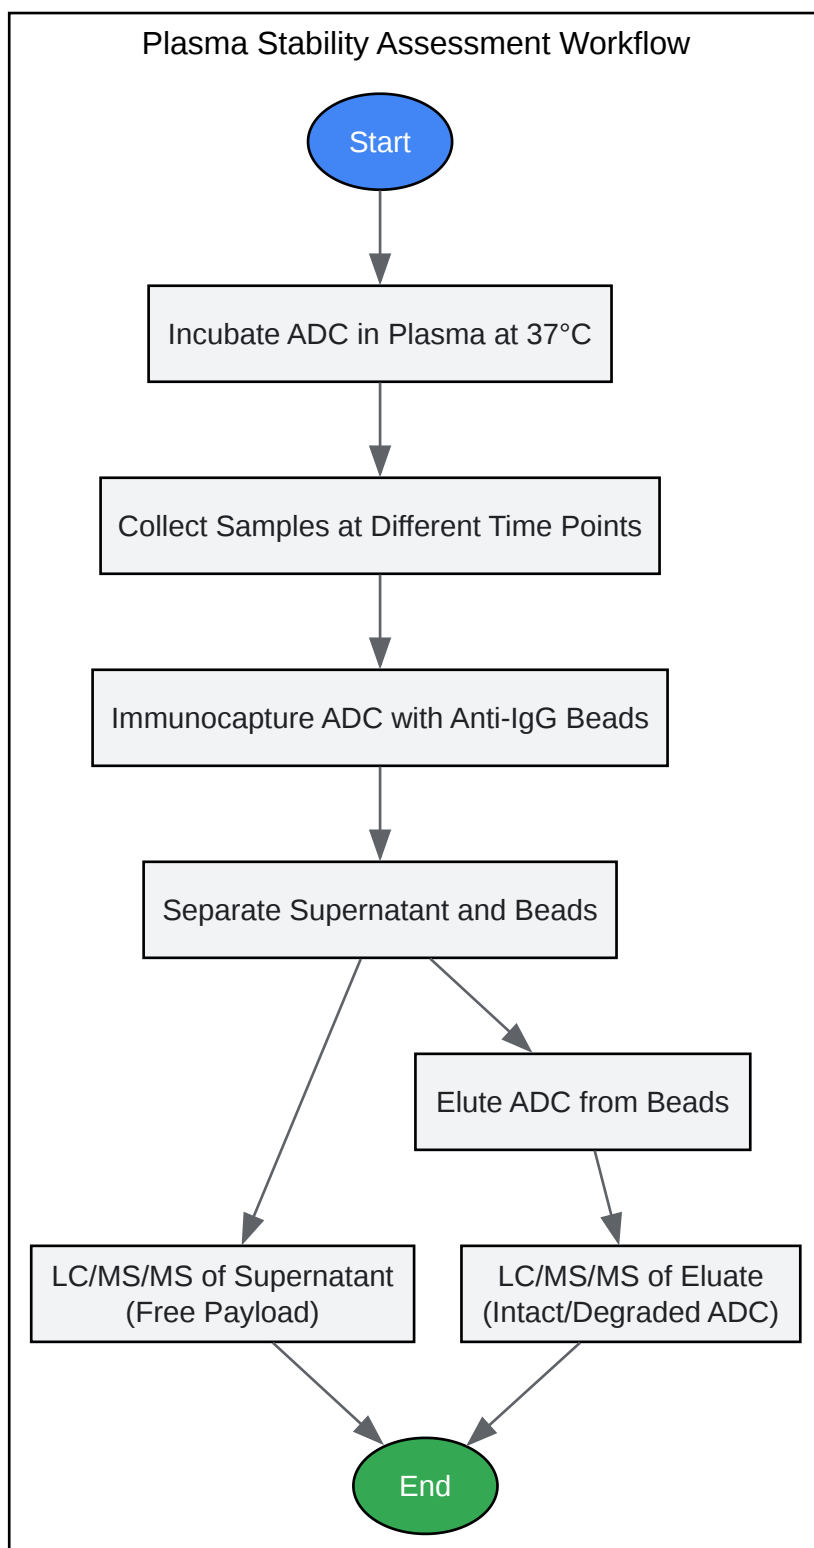 Plasma Stability Assessment Workflow
Start
Incubate ADC in Plasma at 37°C
Collect Samples at Different Time Points
Immunocapture ADC with Anti-IgG Beads
Separate Supernatant and Beads
Elute ADC from Beads
LC/MS/MS of Supernatant
(Free Payload)
LC/MS/MS of Eluate
(Intact/Degraded ADC)
End